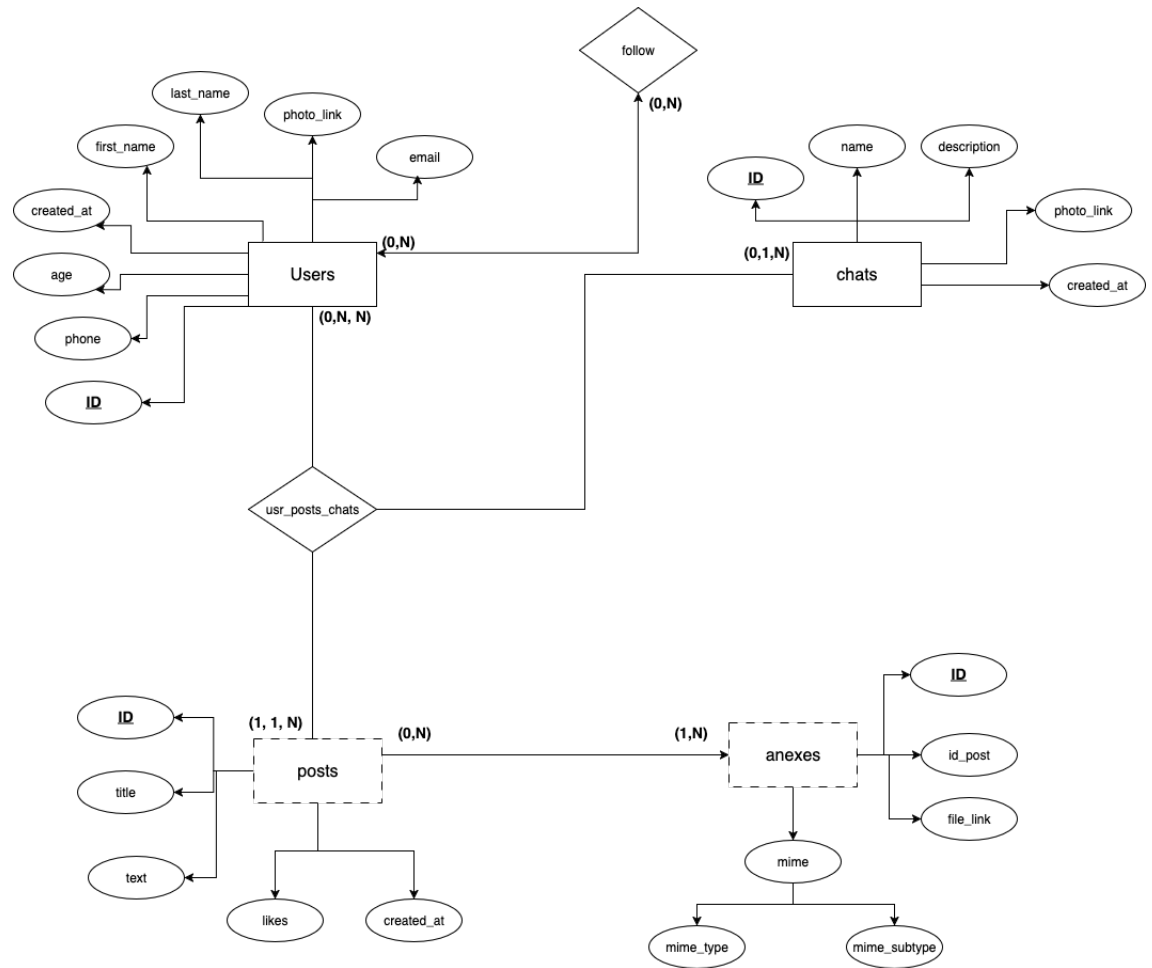 follow
last_name
photo_link
(0,N)
first_name
email
name
description
ID
created_at
photo_link
(0,N)
(0,1,N)
age
Users
chats
created_at
(0,N, N)
phone
ID
usr_posts_chats
ID
ID
(1, 1, N)
(0,N)
(1,N)
posts
anexes
id_post
title
file_link
mime
text
likes
created_at
mime_type
mime_subtype